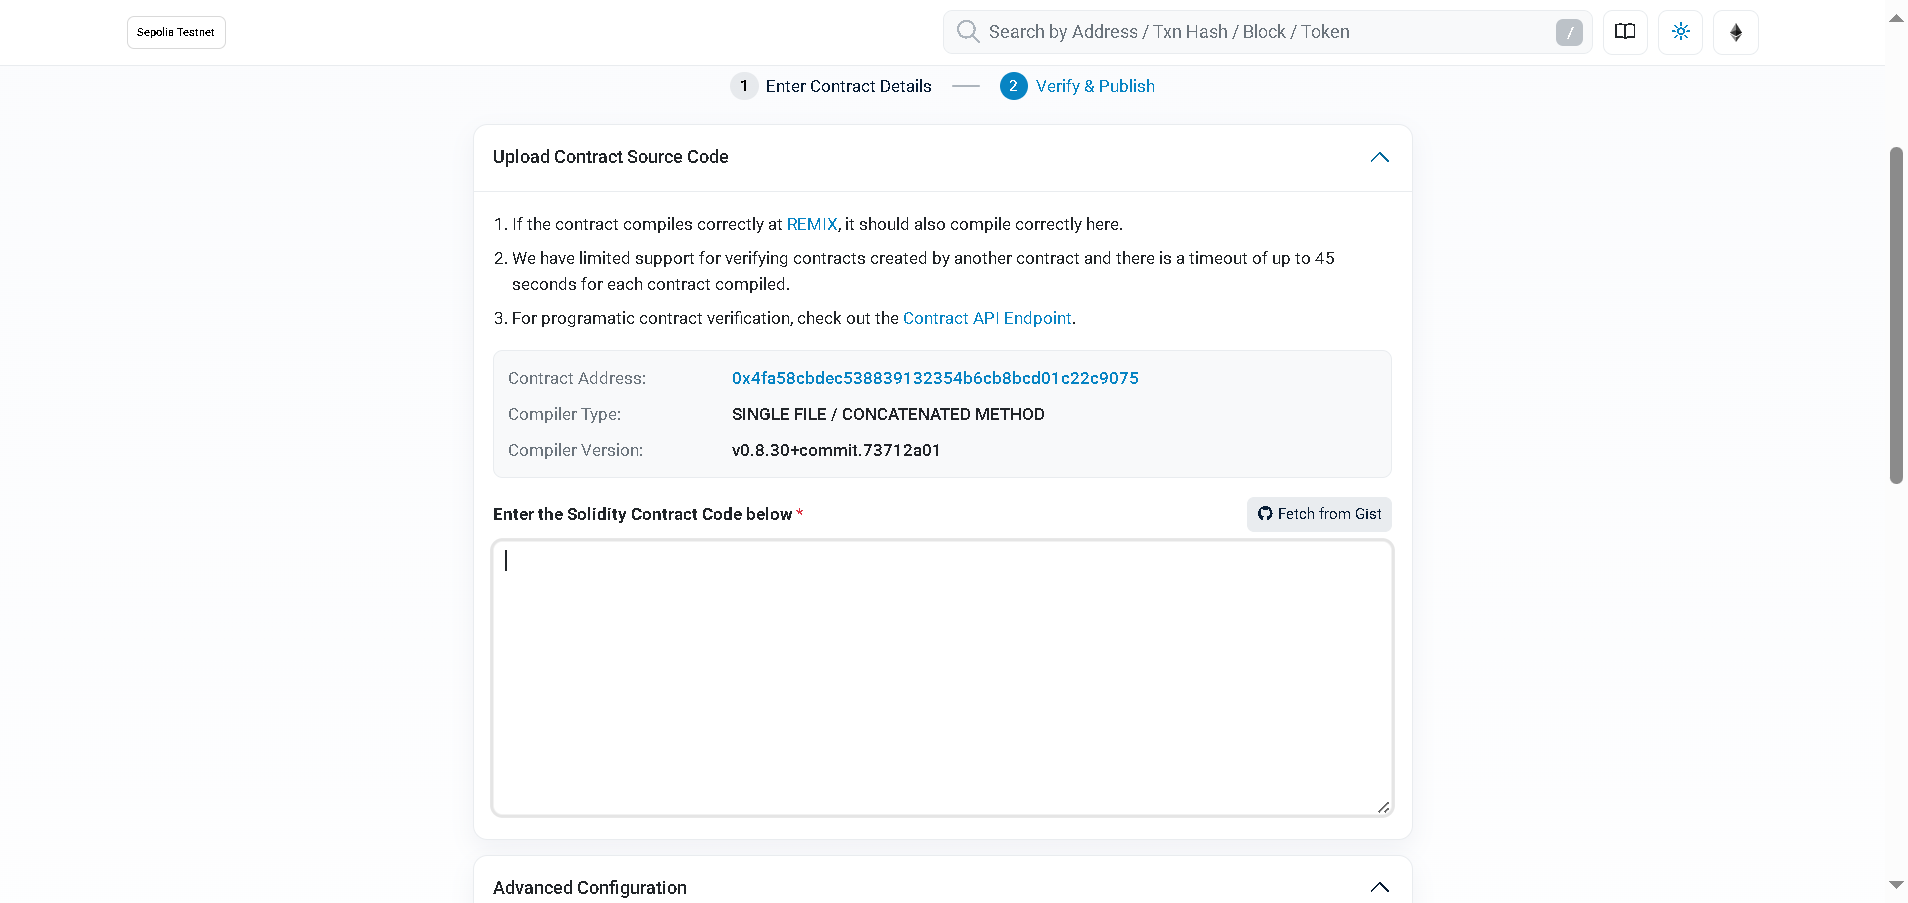 Sepolia Testnet
Search by Address / Txn Hash / Block / Token
/
1 Enter Contract Details
2 Verify & Publish
Upload Contract Source Code
1. If the contract compiles correctly at REMIX, it should also compile correctly here.
2. We have limited support for verifying contracts created by another contract and there is a timeout of up to 45
seconds for each contract compiled.
3. For programatic contract verification, check out the Contract API Endpoint.
Contract Address: 0x4fa58cbdec538839132354b6cb8bcd01c22c9075
Compiler Type: SINGLE FILE / CONCATENATED METHOD
Compiler Version: v0.8.30+commit.73712a01
Enter the Solidity Contract Code below *
Fetch from Gist
Advanced Configuration